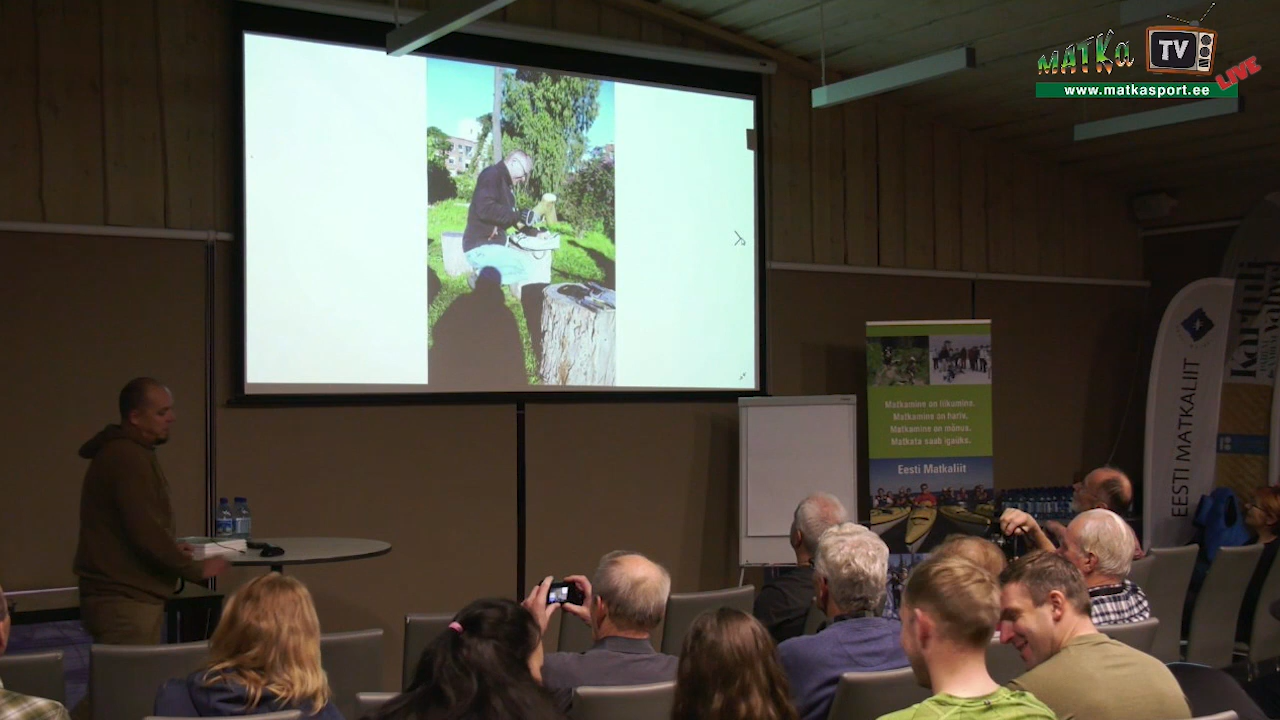 MATKa TV LIVE
www.matkasport.ee
Matkamine on liikumine.
Matkamine on hariv.
Matkamine on mõnus.
Matkata saab igaüks.
Eesti Matkaliit
EESTI MATKALIIT